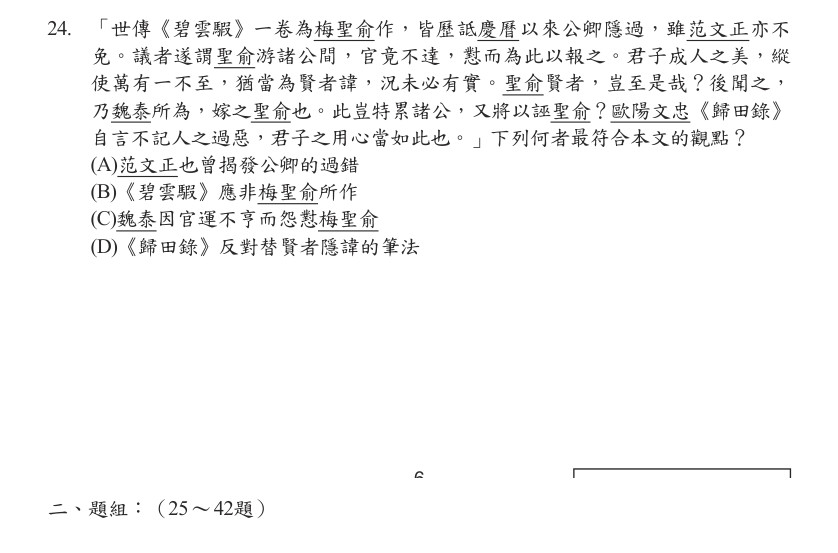 24. 「世傳《碧雲騢》一卷為梅聖俞作，皆歷詆慶曆以來公卿隱過，雖范文正亦不
免。議者遂謂聖俞游諸公間，官竟不達，懟而為此以報之。君子成人之美，縱
使萬有一不至，猶當為賢者諱，況未必有實。聖俞賢者，豈至是哉？後聞之，
乃魏泰所為，嫁之聖俞也。此豈特累諸公，又將以誣聖俞？歐陽文忠《歸田錄》
自言不記人之過惡，君子之用心當如此也。」下列何者最符合本文的觀點？
(A)范文正也曾揭發公卿的過錯
(B)《碧雲騢》應非梅聖俞所作
(C)魏泰因官運不亨而怨懟梅聖俞
(D)《歸田錄》反對替賢者隱諱的筆法
6
二、題組：（25～42題）